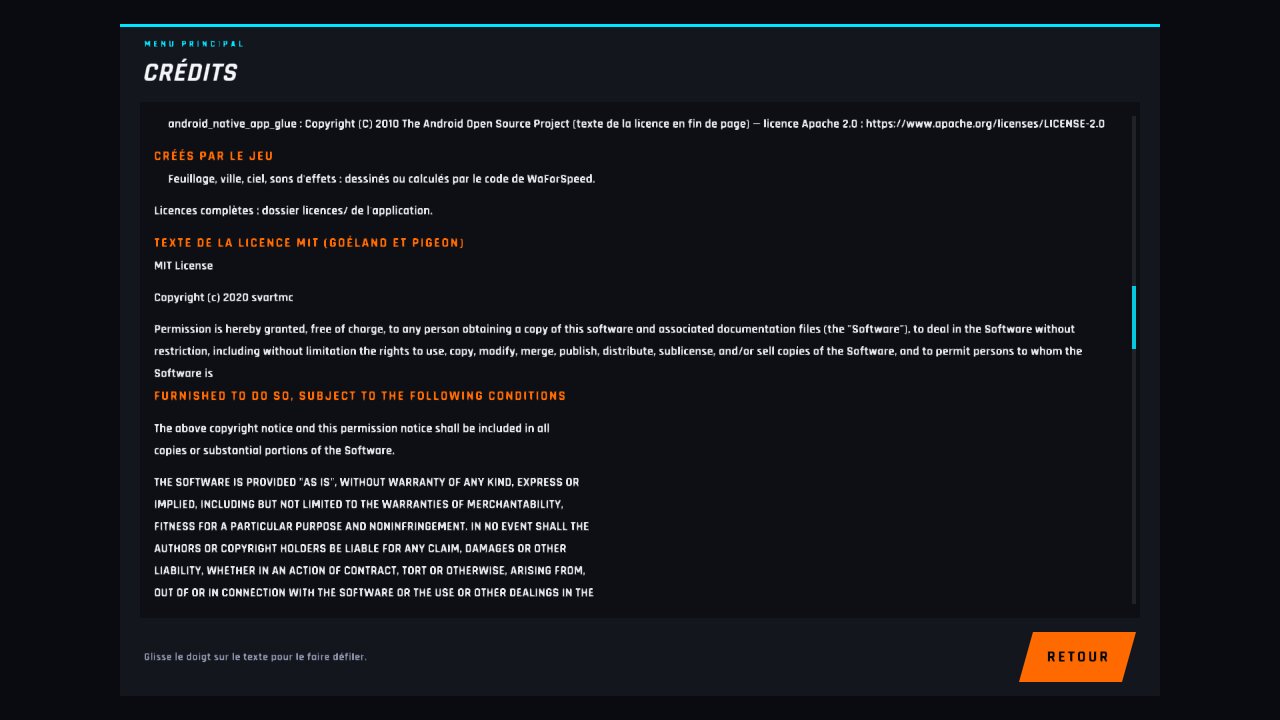 MENU PRINCIPAL
CRÉDITS
android_native_app_glue : Copyright (C) 2010 The Android Open Source Project (texte de la licence en fin de page) — licence Apache 2.0 : https://www.apache.org/licenses/LICENSE-2.0
CRÉÉS PAR LE JEU
Feuillage, ville, ciel, sons d'effets : dessinés ou calculés par le code de WaForSpeed.
Licences complètes : dossier licences/ de l'application.
TEXTE DE LA LICENCE MIT (GOÉLAND ET PIGEON)
MIT License
Copyright (c) 2020 svartmc
Permission is hereby granted, free of charge, to any person obtaining a copy of this software and associated documentation files (the "Software"), to deal in the Software without
restriction, including without limitation the rights to use, copy, modify, merge, publish, distribute, sublicense, and/or sell copies of the Software, and to permit persons to whom the
Software is
FURNISHED TO DO SO, SUBJECT TO THE FOLLOWING CONDITIONS
The above copyright notice and this permission notice shall be included in all
copies or substantial portions of the Software.
THE SOFTWARE IS PROVIDED "AS IS", WITHOUT WARRANTY OF ANY KIND, EXPRESS OR
IMPLIED, INCLUDING BUT NOT LIMITED TO THE WARRANTIES OF MERCHANTABILITY,
FITNESS FOR A PARTICULAR PURPOSE AND NONINFRINGEMENT. IN NO EVENT SHALL THE
AUTHORS OR COPYRIGHT HOLDERS BE LIABLE FOR ANY CLAIM, DAMAGES OR OTHER
LIABILITY, WHETHER IN AN ACTION OF CONTRACT, TORT OR OTHERWISE, ARISING FROM,
OUT OF OR IN CONNECTION WITH THE SOFTWARE OR THE USE OR OTHER DEALINGS IN THE
Glisse le doigt sur le texte pour le faire défiler.
RETOUR